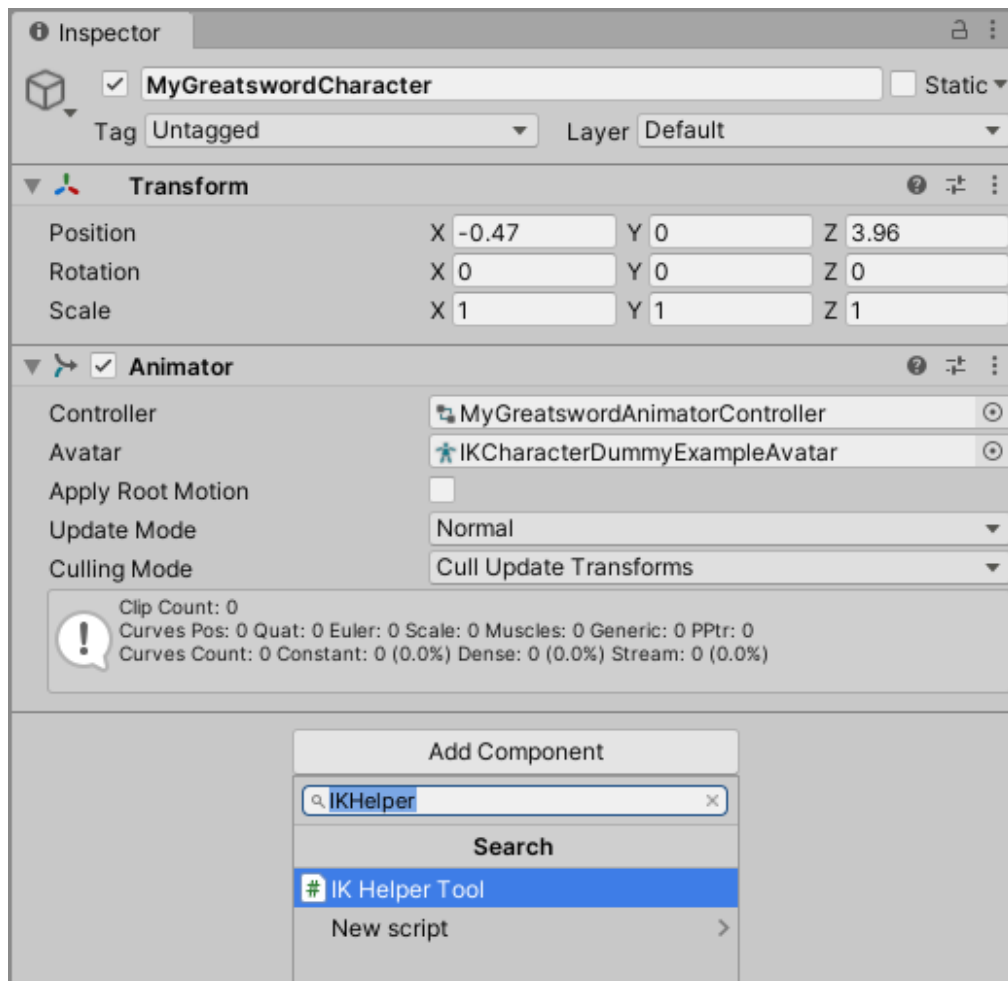 Inspector
MyGreatswordCharacter Static
Tag Untagged Layer Default
Transform
Position X -0.47 Y 0 Z 3.96
Rotation X 0 Y 0 Z 0
Scale X 1 Y 1 Z 1
Animator
Controller MyGreatswordAnimatorController
Avatar IKCharacterDummyExampleAvatar
Apply Root Motion
Update Mode Normal
Culling Mode Cull Update Transforms
Clip Count: 0
Curves Pos: 0 Quat: 0 Euler: 0 Scale: 0 Muscles: 0 Generic: 0 PPtr: 0
Curves Count: 0 Constant: 0 (0.0%) Dense: 0 (0.0%) Stream: 0 (0.0%)
Add Component
IKHelper
Search
IK Helper Tool
New script